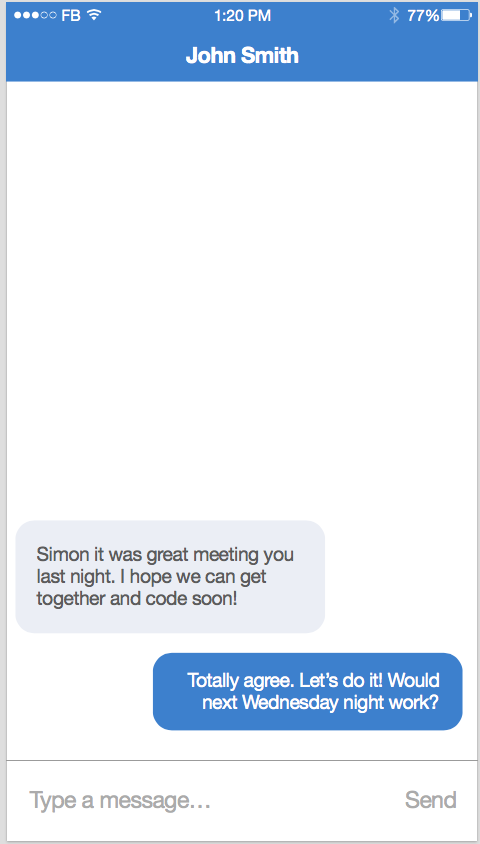 FB 1:20 PM 77%
John Smith
Simon it was great meeting you
last night. I hope we can get
together and code soon!
Totally agree. Let’s do it! Would
next Wednesday night work?
Type a message… Send